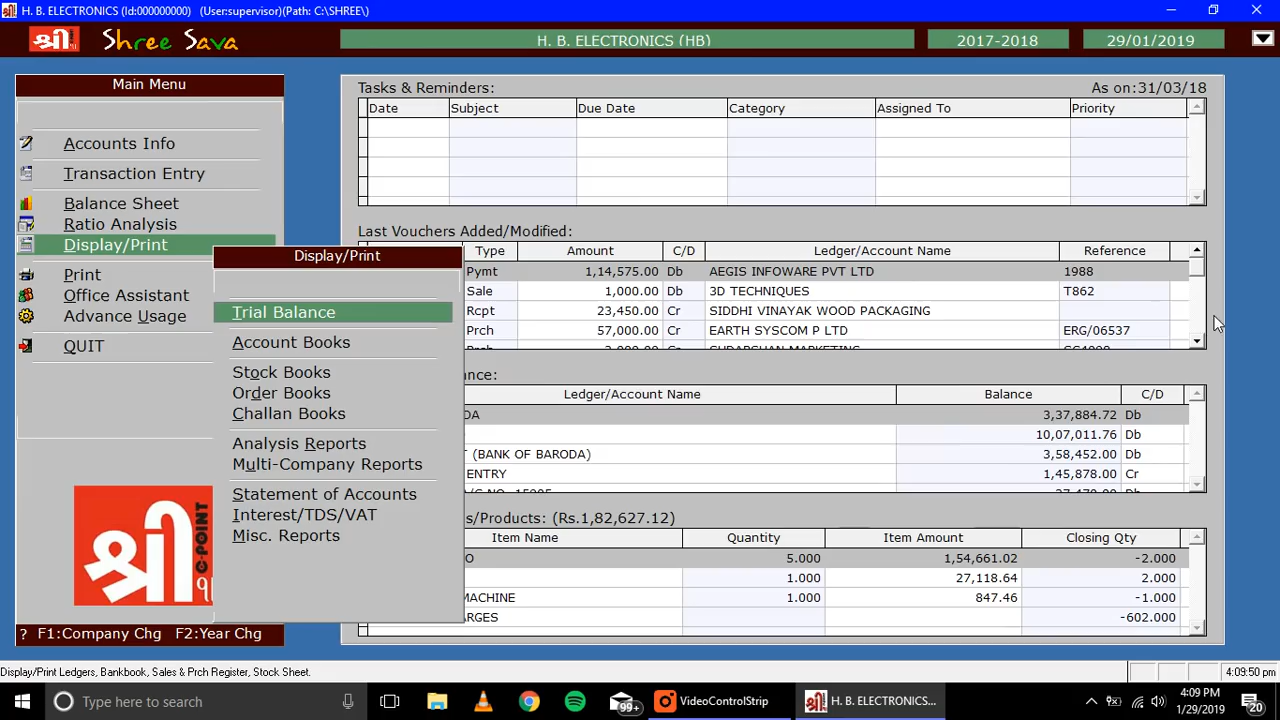 H. B. ELECTRONICS (Id:000000000) (User:supervisor)(Path: C:\SHREE\)
श्री Shree Sava
H. B. ELECTRONICS (HB)
2017-2018
29/01/2019
Main Menu
Accounts Info
Transaction Entry
Balance Sheet
Ratio Analysis
Display/Print
Print
Office Assistant
Advance Usage
QUIT
श्री C-POINT
? F1:Company Chg F2:Year Chg
Display/Print
Trial Balance
Account Books
Stock Books
Order Books
Challan Books
Analysis Reports
Multi-Company Reports
Statement of Accounts
Interest/TDS/VAT
Misc. Reports
Tasks & Reminders: As on:31/03/18
Date Subject Due Date Category Assigned To Priority
Last Vouchers Added/Modified:
Type Amount C/D Ledger/Account Name Reference
Pymt 1,14,575.00 Db AEGIS INFOWARE PVT LTD 1988
Sale 1,000.00 Db 3D TECHNIQUES T862
Rcpt 23,450.00 Cr SIDDHI VINAYAK WOOD PACKAGING
Prch 57,000.00 Cr EARTH SYSCOM P LTD ERG/06537
ance:
Ledger/Account Name Balance C/D
DA 3,37,884.72 Db
10,07,011.76 Db
T (BANK OF BARODA) 3,58,452.00 Db
ENTRY 1,45,878.00 Cr
s/Products: (Rs.1,82,627.12)
Item Name Quantity Item Amount Closing Qty
O 5.000 1,54,661.02 -2.000
1.000 27,118.64 2.000
MACHINE 1.000 847.46 -1.000
RGES -602.000
Display/Print Ledgers, Bankbook, Sales & Prch Register, Stock Sheet.
4:09:50 pm
Type here to search
99+
VideoControlStrip
श्री H. B. ELECTRONICS...
4:09 PM
1/29/2019
20